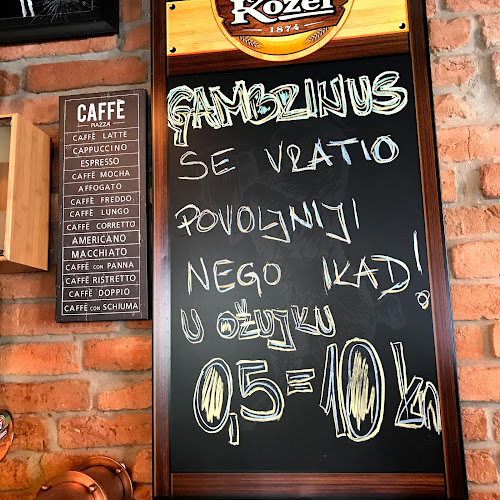 Kozel
1874
GAMBRINUS
SE VRATIO
POVOLJNIJI
NEGO IKAD!
U OŽUJKU
0,5=10 kn
CAFFÈ
PIAZZA
CAFFÈ LATTE
CAPPUCCINO
ESPRESSO
CAFFÈ MOCHA
AFFOGATO
CAFFÈ FREDDO
CAFFÈ LUNGO
CAFFÈ CORRETTO
AMERICANO
MACCHIATO
CAFFÈ CON PANNA
CAFFÈ RISTRETTO
CAFFÈ DOPPIO
CAFFÈ CON SCHIUMA